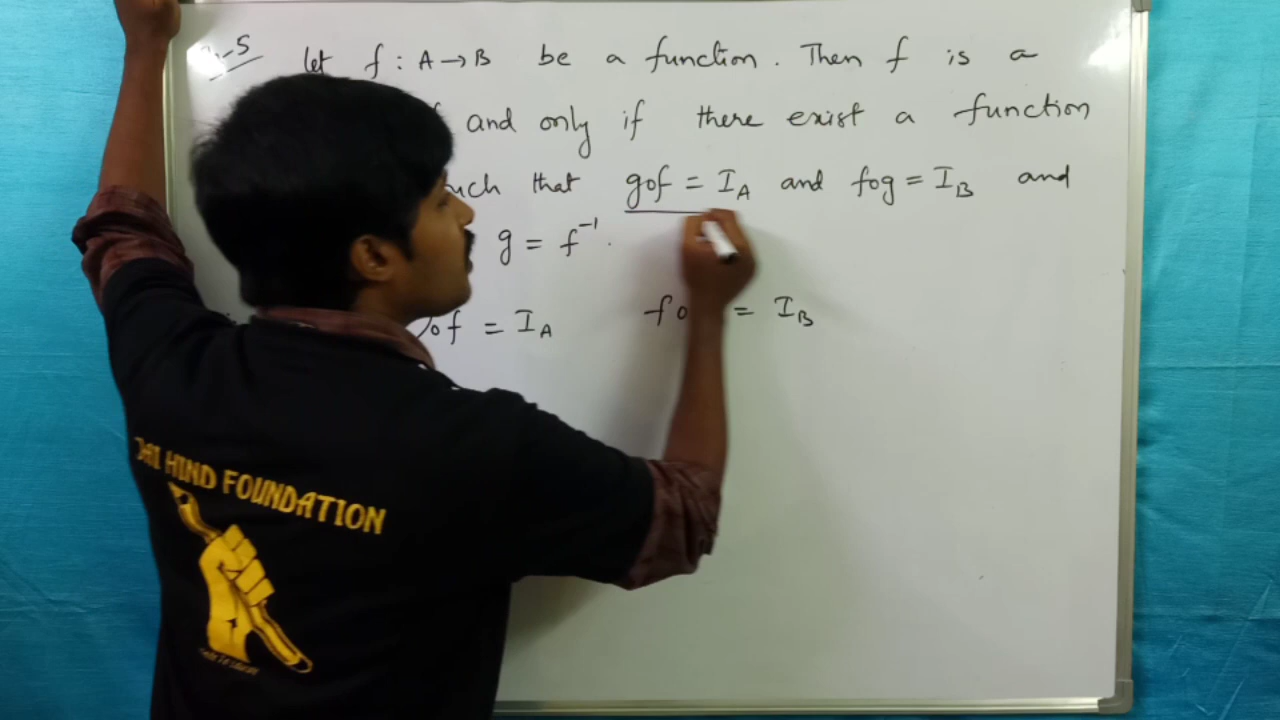 let f : A → B be a function. Then f is a
and only if there exist a function
that gof = I_A and fog = I_B and
g = f⁻¹.
of = I_A fo = I_B
JAI HIND FOUNDATION